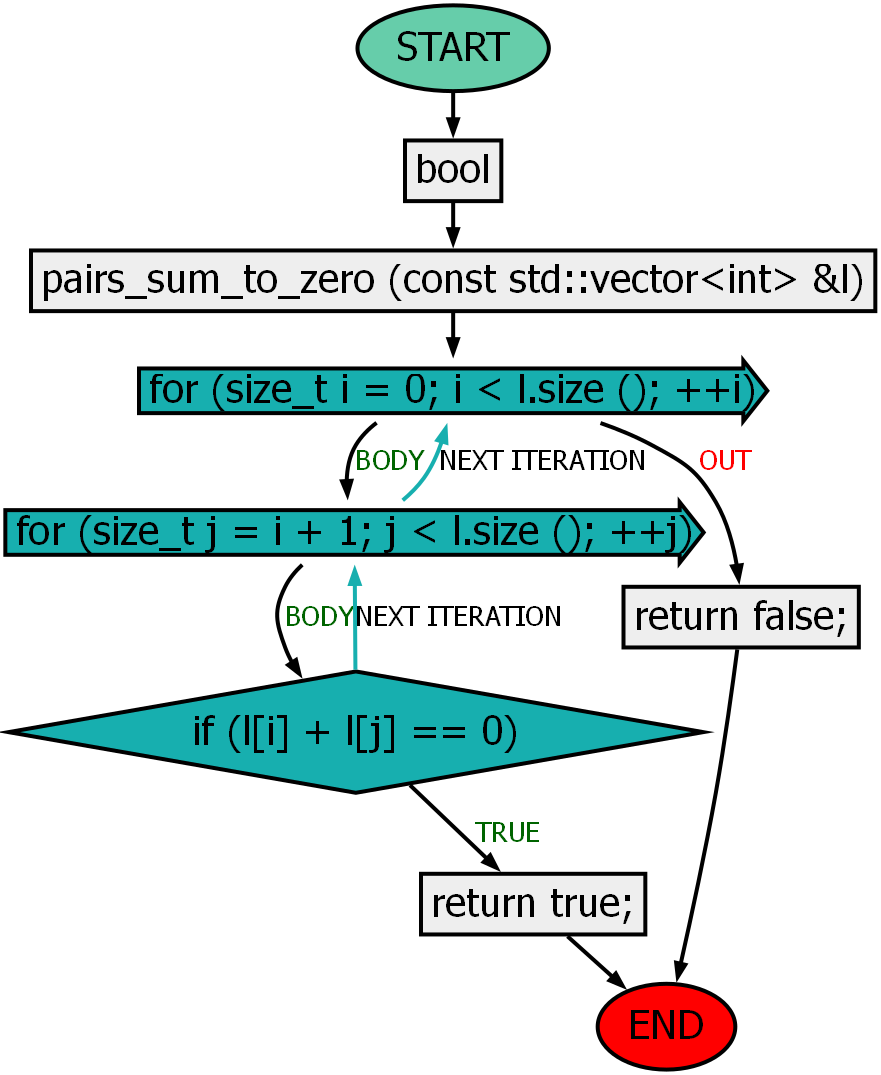 START
bool
pairs_sum_to_zero (const std::vector<int> &l)
for (size_t i = 0; i < l.size (); ++i)
BODY
NEXT ITERATION
OUT
for (size_t j = i + 1; j < l.size (); ++j)
return false;
BODY
NEXT ITERATION
if (l[i] + l[j] == 0)
TRUE
return true;
END